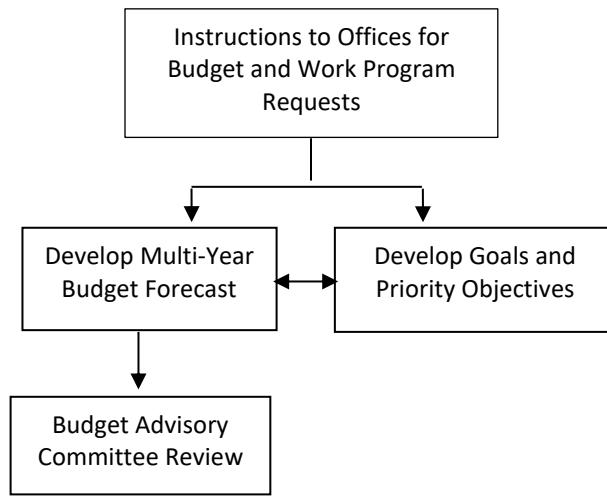 Instructions to Offices for
Budget and Work Program
Requests
Develop Multi-Year
Budget Forecast
Develop Goals and
Priority Objectives
Budget Advisory
Committee Review